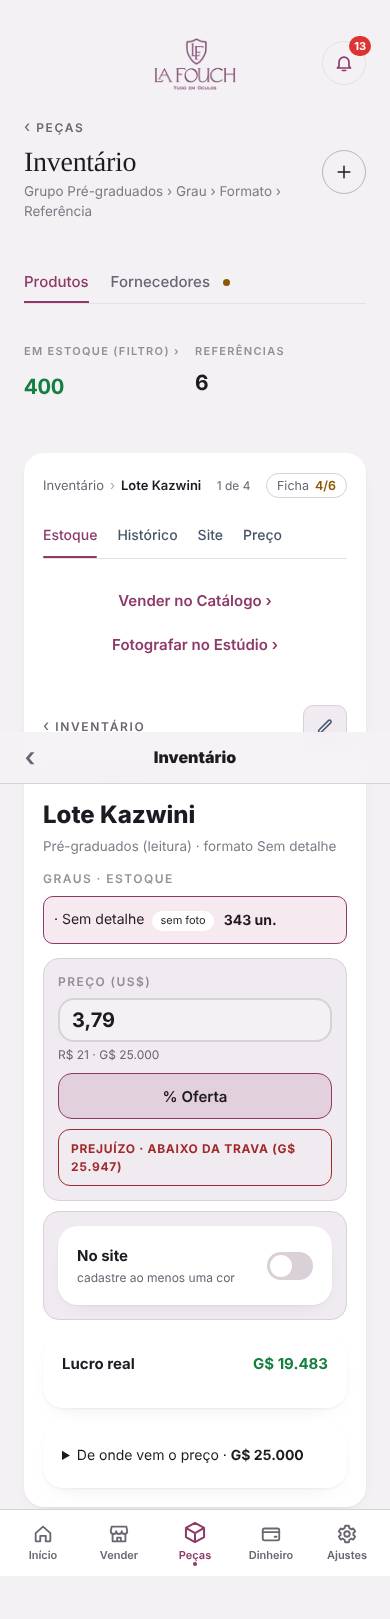 LF
LA FOUCH
Tudo em Óculos
13
‹ PEÇAS
Inventário
Grupo Pré-graduados › Grau › Formato ›
Referência
Produtos Fornecedores
EM ESTOQUE (FILTRO) › REFERÊNCIAS
400 6
Inventário › Lote Kazwini 1 de 4 Ficha 4/6
Estoque Histórico Site Preço
Vender no Catálogo ›
Fotografar no Estúdio ›
‹ INVENTÁRIO
‹ Inventário
Lote Kazwini
Pré-graduados (leitura) · formato Sem detalhe
GRAUS · ESTOQUE
· Sem detalhe sem foto 343 un.
PREÇO (US$)
3,79
R$ 21 · G$ 25.000
% Oferta
PREJUÍZO · ABAIXO DA TRAVA (G$
25.947)
No site
cadastre ao menos uma cor
Lucro real G$ 19.483
▶ De onde vem o preço · G$ 25.000
Início Vender Peças Dinheiro Ajustes